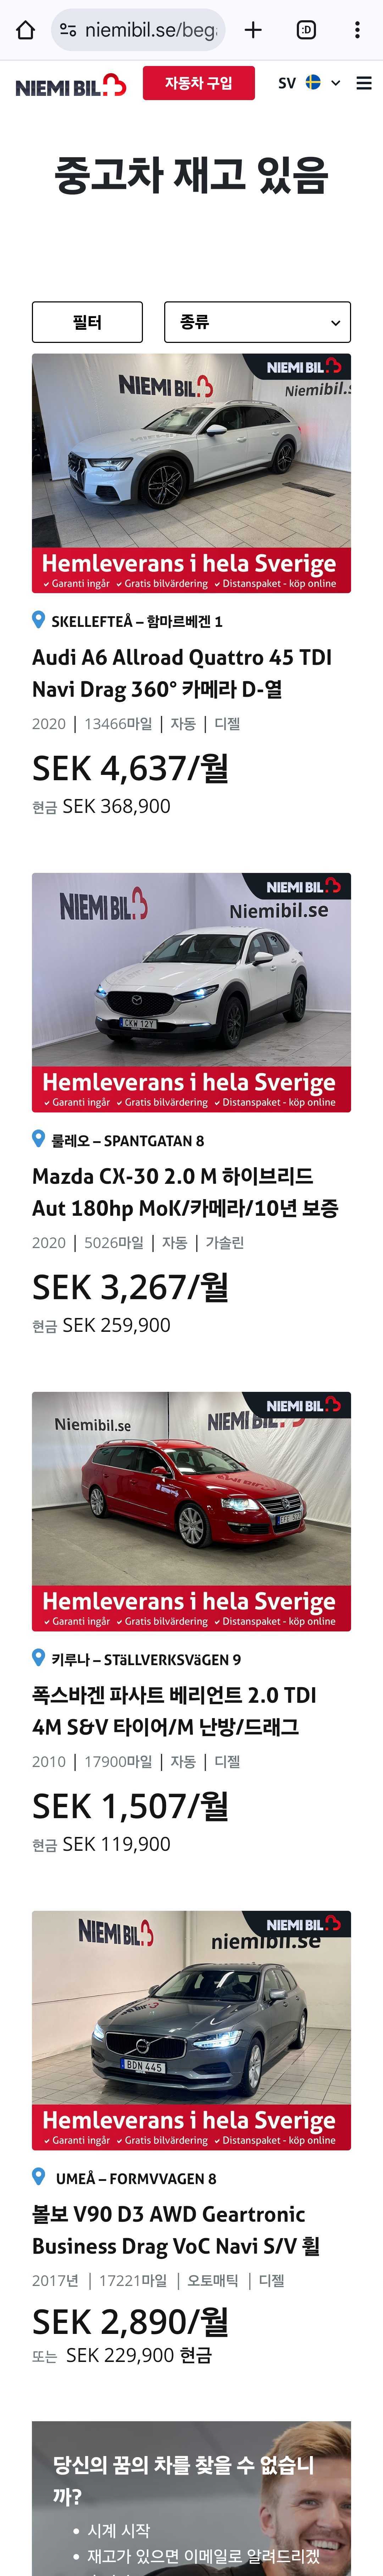 niemibil.se/beg
:D
NIEMI BIL
자동차 구입
SV
중고차 재고 있음
필터
종류
NIEMI BIL
NIEMI BIL
Niemibil.
Hemleverans i hela Sverige
Garanti ingår Gratis bilvärdering Distanspaket - köp online
SKELLEFTEÅ – 함마르베겐 1
Audi A6 Allroad Quattro 45 TDI
Navi Drag 360° 카메라 D-열
2020 | 13466마일 | 자동 | 디젤
SEK 4,637/월
현금 SEK 368,900
NIEMI BIL
NIEMI BIL
Niemibil.se
CKW 12Y
Hemleverans i hela Sverige
Garanti ingår Gratis bilvärdering Distanspaket - köp online
룰레오 – SPANTGATAN 8
Mazda CX-30 2.0 M 하이브리드
Aut 180hp MoK/카메라/10년 보증
2020 | 5026마일 | 자동 | 가솔린
SEK 3,267/월
현금 SEK 259,900
NIEMI BIL
Niemibil.se
NIEMI BIL
Hemleverans i hela Sverige
Garanti ingår Gratis bilvärdering Distanspaket - köp online
키루나 – STäLLVERKSVäGEN 9
폭스바겐 파사트 베리언트 2.0 TDI
4M S&V 타이어/M 난방/드래그
2010 | 17900마일 | 자동 | 디젤
SEK 1,507/월
현금 SEK 119,900
NIEMI BIL
NIEMI BIL
niemibil.se
BDN 445
Hemleverans i hela Sverige
Garanti ingår Gratis bilvärdering Distanspaket - köp online
UMEÅ – FORMVVAGEN 8
볼보 V90 D3 AWD Geartronic
Business Drag VoC Navi S/V 휠
2017년 | 17221마일 | 오토매틱 | 디젤
SEK 2,890/월
또는 SEK 229,900 현금
당신의 꿈의 차를 찾을 수 없습니
까?
• 시계 시작
• 재고가 있으면 이메일로 알려드리겠